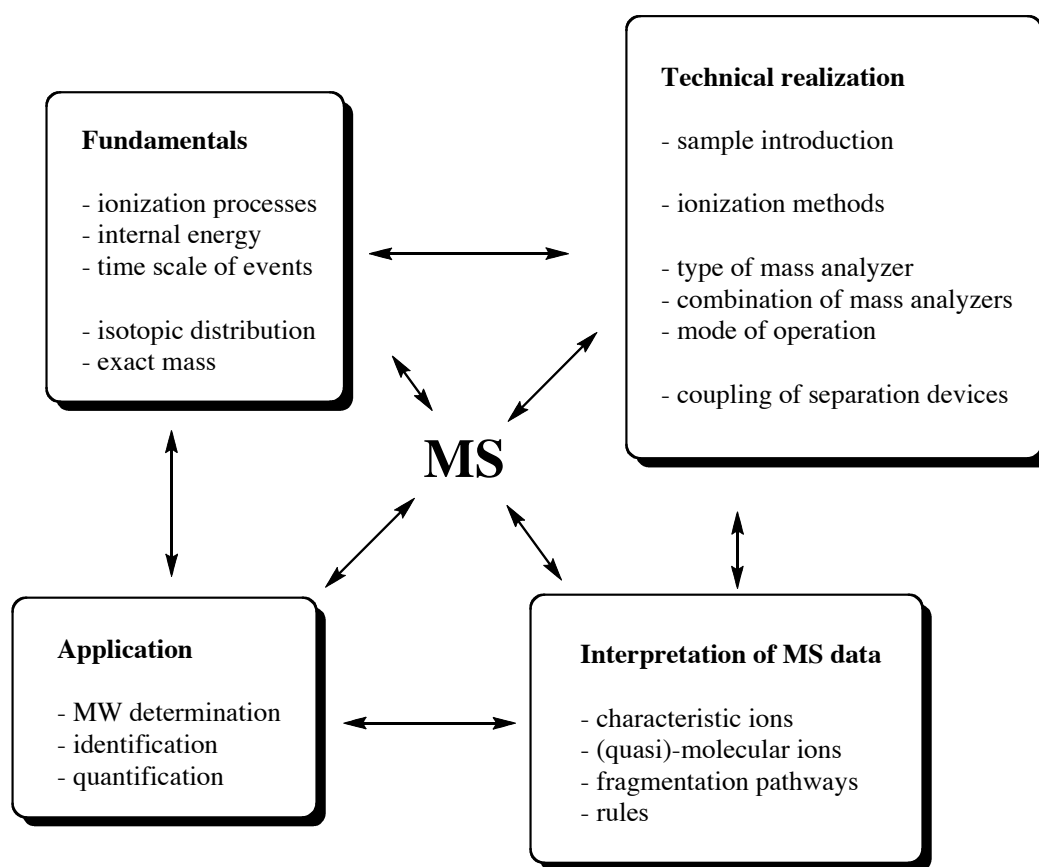 Fundamentals
- ionization processes
- internal energy
- time scale of events
- isotopic distribution
- exact mass
Technical realization
- sample introduction
- ionization methods
- type of mass analyzer
- combination of mass analyzers
- mode of operation
- coupling of separation devices
MS
Application
- MW determination
- identification
- quantification
Interpretation of MS data
- characteristic ions
- (quasi)-molecular ions
- fragmentation pathways
- rules